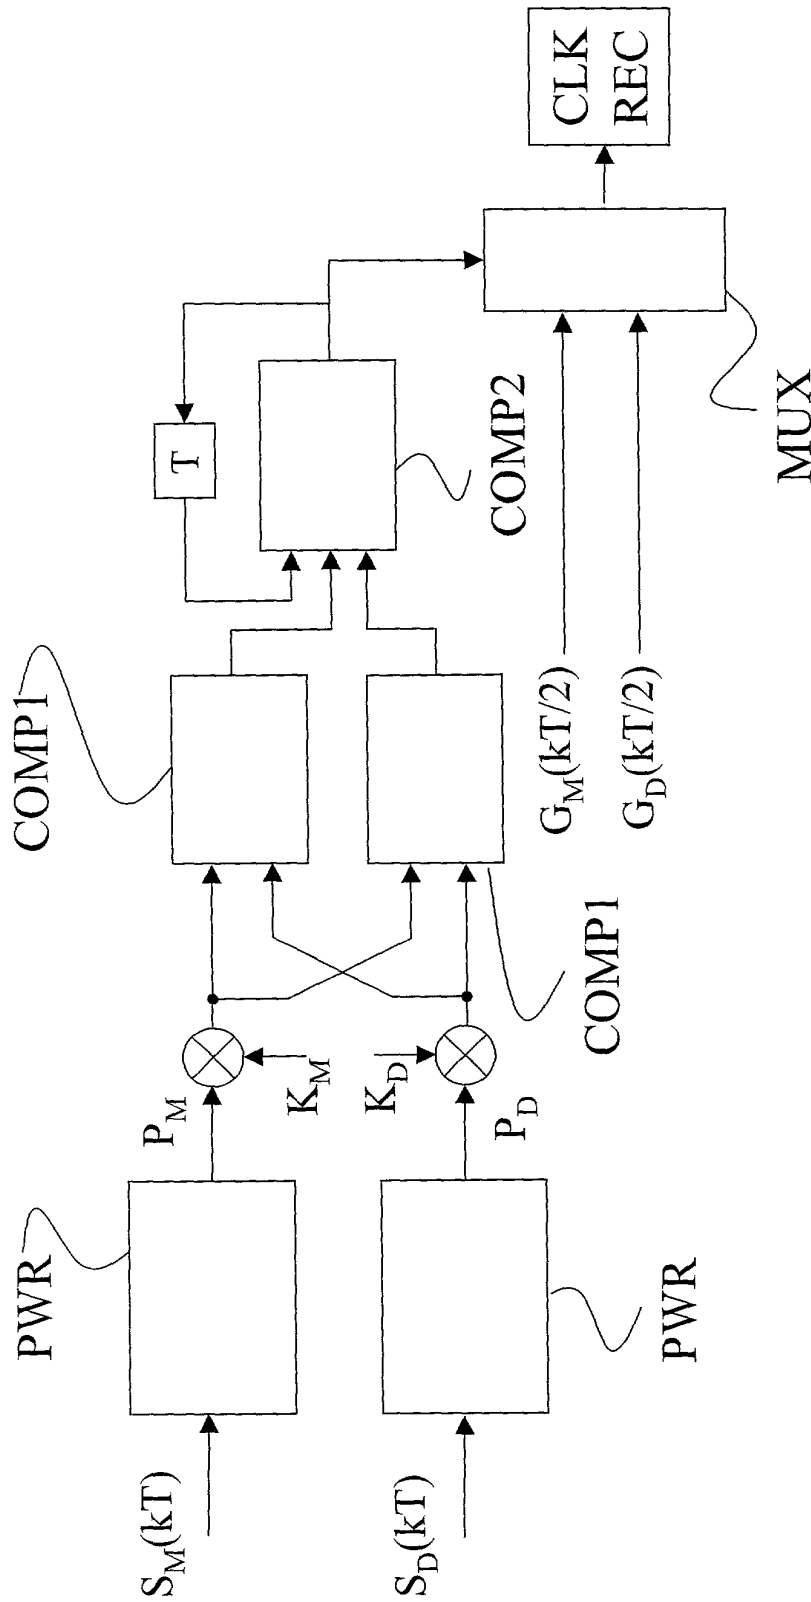 S_M(kT)
PWR
P_M
K_M
COMP1
T
COMP2
S_D(kT)
PWR
P_D
K_D
COMP1
G_M(kT/2)
G_D(kT/2)
MUX
CLK
REC